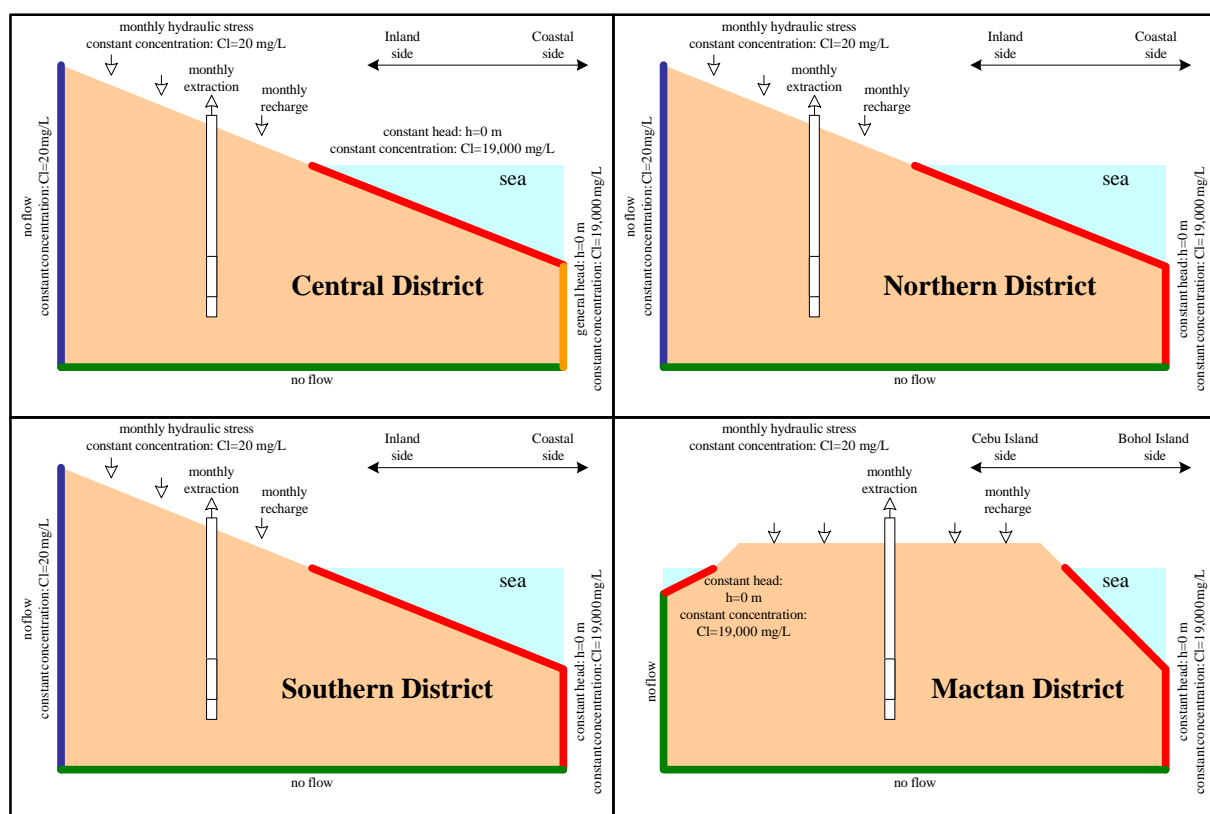 monthly hydraulic stress
constant concentration: Cl=20 mg/L
Inland
side
Coastal
side
monthly
extraction
monthly
recharge
constant head: h=0 m
constant concentration: Cl=19,000 mg/L
sea
no flow
constant concentration: Cl=20mg/L
Central District
general head: h=0 m
constant concentration: Cl=19,000 mg/L
no flow
monthly hydraulic stress
constant concentration: Cl=20 mg/L
Inland
side
Coastal
side
monthly
extraction
monthly
recharge
sea
no flow
constant concentration: Cl=20mg/L
Northern District
constant head: h=0 m
constant concentration: Cl=19,000 mg/L
no flow
monthly hydraulic stress
constant concentration: Cl=20 mg/L
Inland
side
Coastal
side
monthly
extraction
monthly
recharge
sea
no flow
constant concentration: Cl=20 mg/L
Southern District
constant head: h=0 m
constant concentration: Cl=19,000 mg/L
no flow
monthly hydraulic stress
constant concentration: Cl=20 mg/L
Cebu Island
side
Bohol Island
side
monthly
extraction
monthly
recharge
constant head:
h=0 m
constant concentration:
Cl=19,000 mg/L
sea
no flow
Mactan District
constant head: h=0 m
constant concentration: Cl=19,000 mg/L
no flow